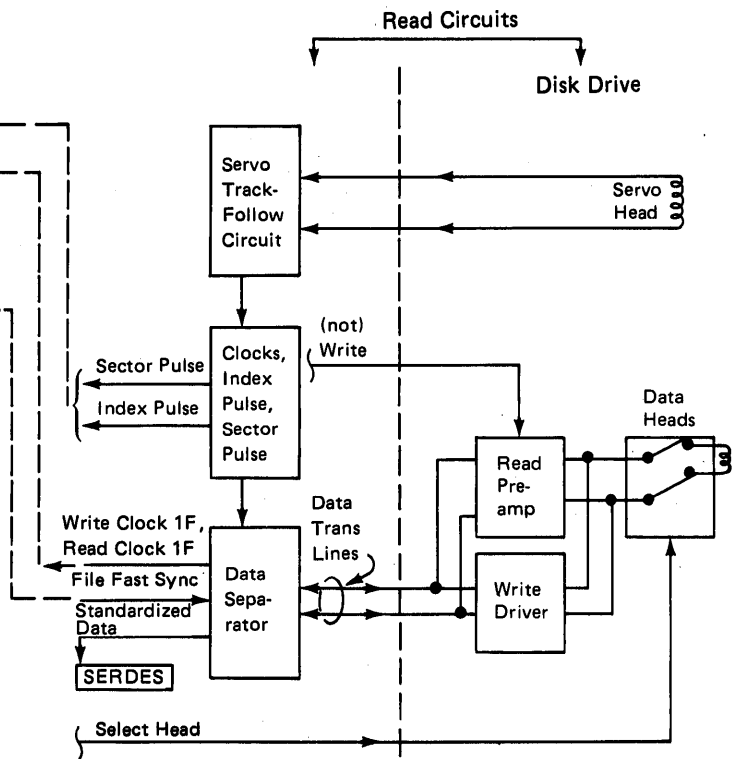 Read Circuits
Disk Drive
Servo
Track-
Follow
Circuit
Servo
Head
(not)
Write
Clocks,
Index
Pulse,
Sector
Pulse
Sector Pulse
Index Pulse
Data
Heads
Read
Pre-
amp
Data
Trans
Lines
Write Clock 1F,
Read Clock 1F
File Fast Sync
Standardized
Data
Data
Sepa-
rator
Write
Driver
SERDES
Select Head